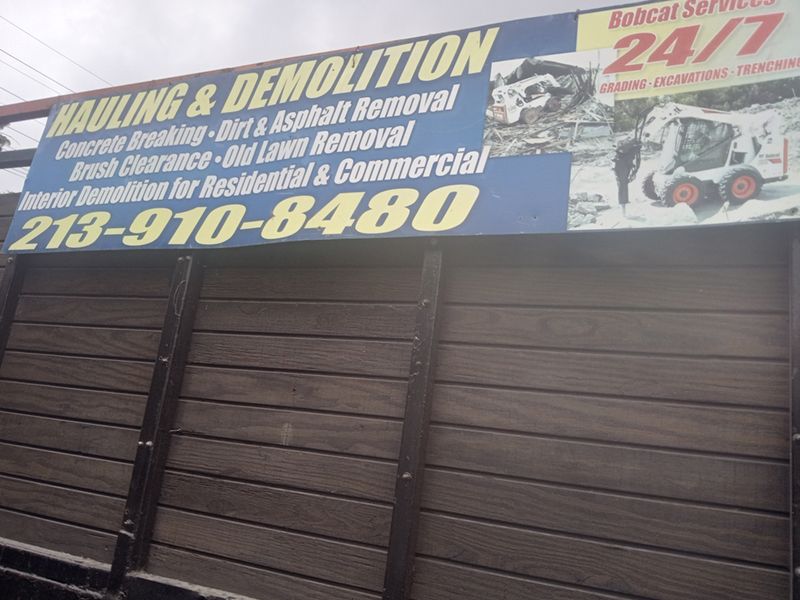 HAULING & DEMOLITION
Concrete Breaking • Dirt & Asphalt Removal
Brush Clearance • Old Lawn Removal
Interior Demolition for Residential & Commercial
213-910-8480
Bobcat Services
24/7
GRADING • EXCAVATIONS • TRENCHING